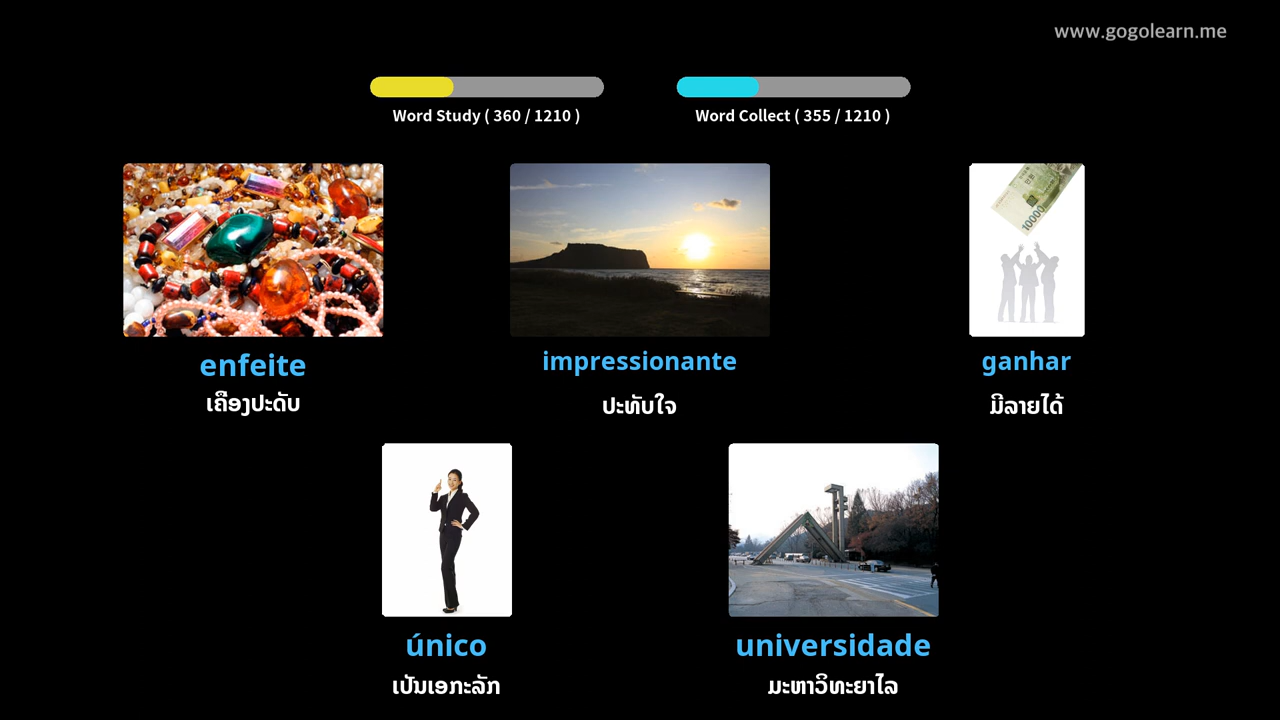 www.gogolearn.me
Word Study ( 360 / 1210 )
Word Collect ( 355 / 1210 )
enfeite
ເຄືອງປະດັບ
impressionante
ປະທັບໃຈ
10000
ganhar
ມີລາຍໄດ້
único
ເປັນເອກະລັກ
universidade
ມະຫາວິທະຍາໄລ